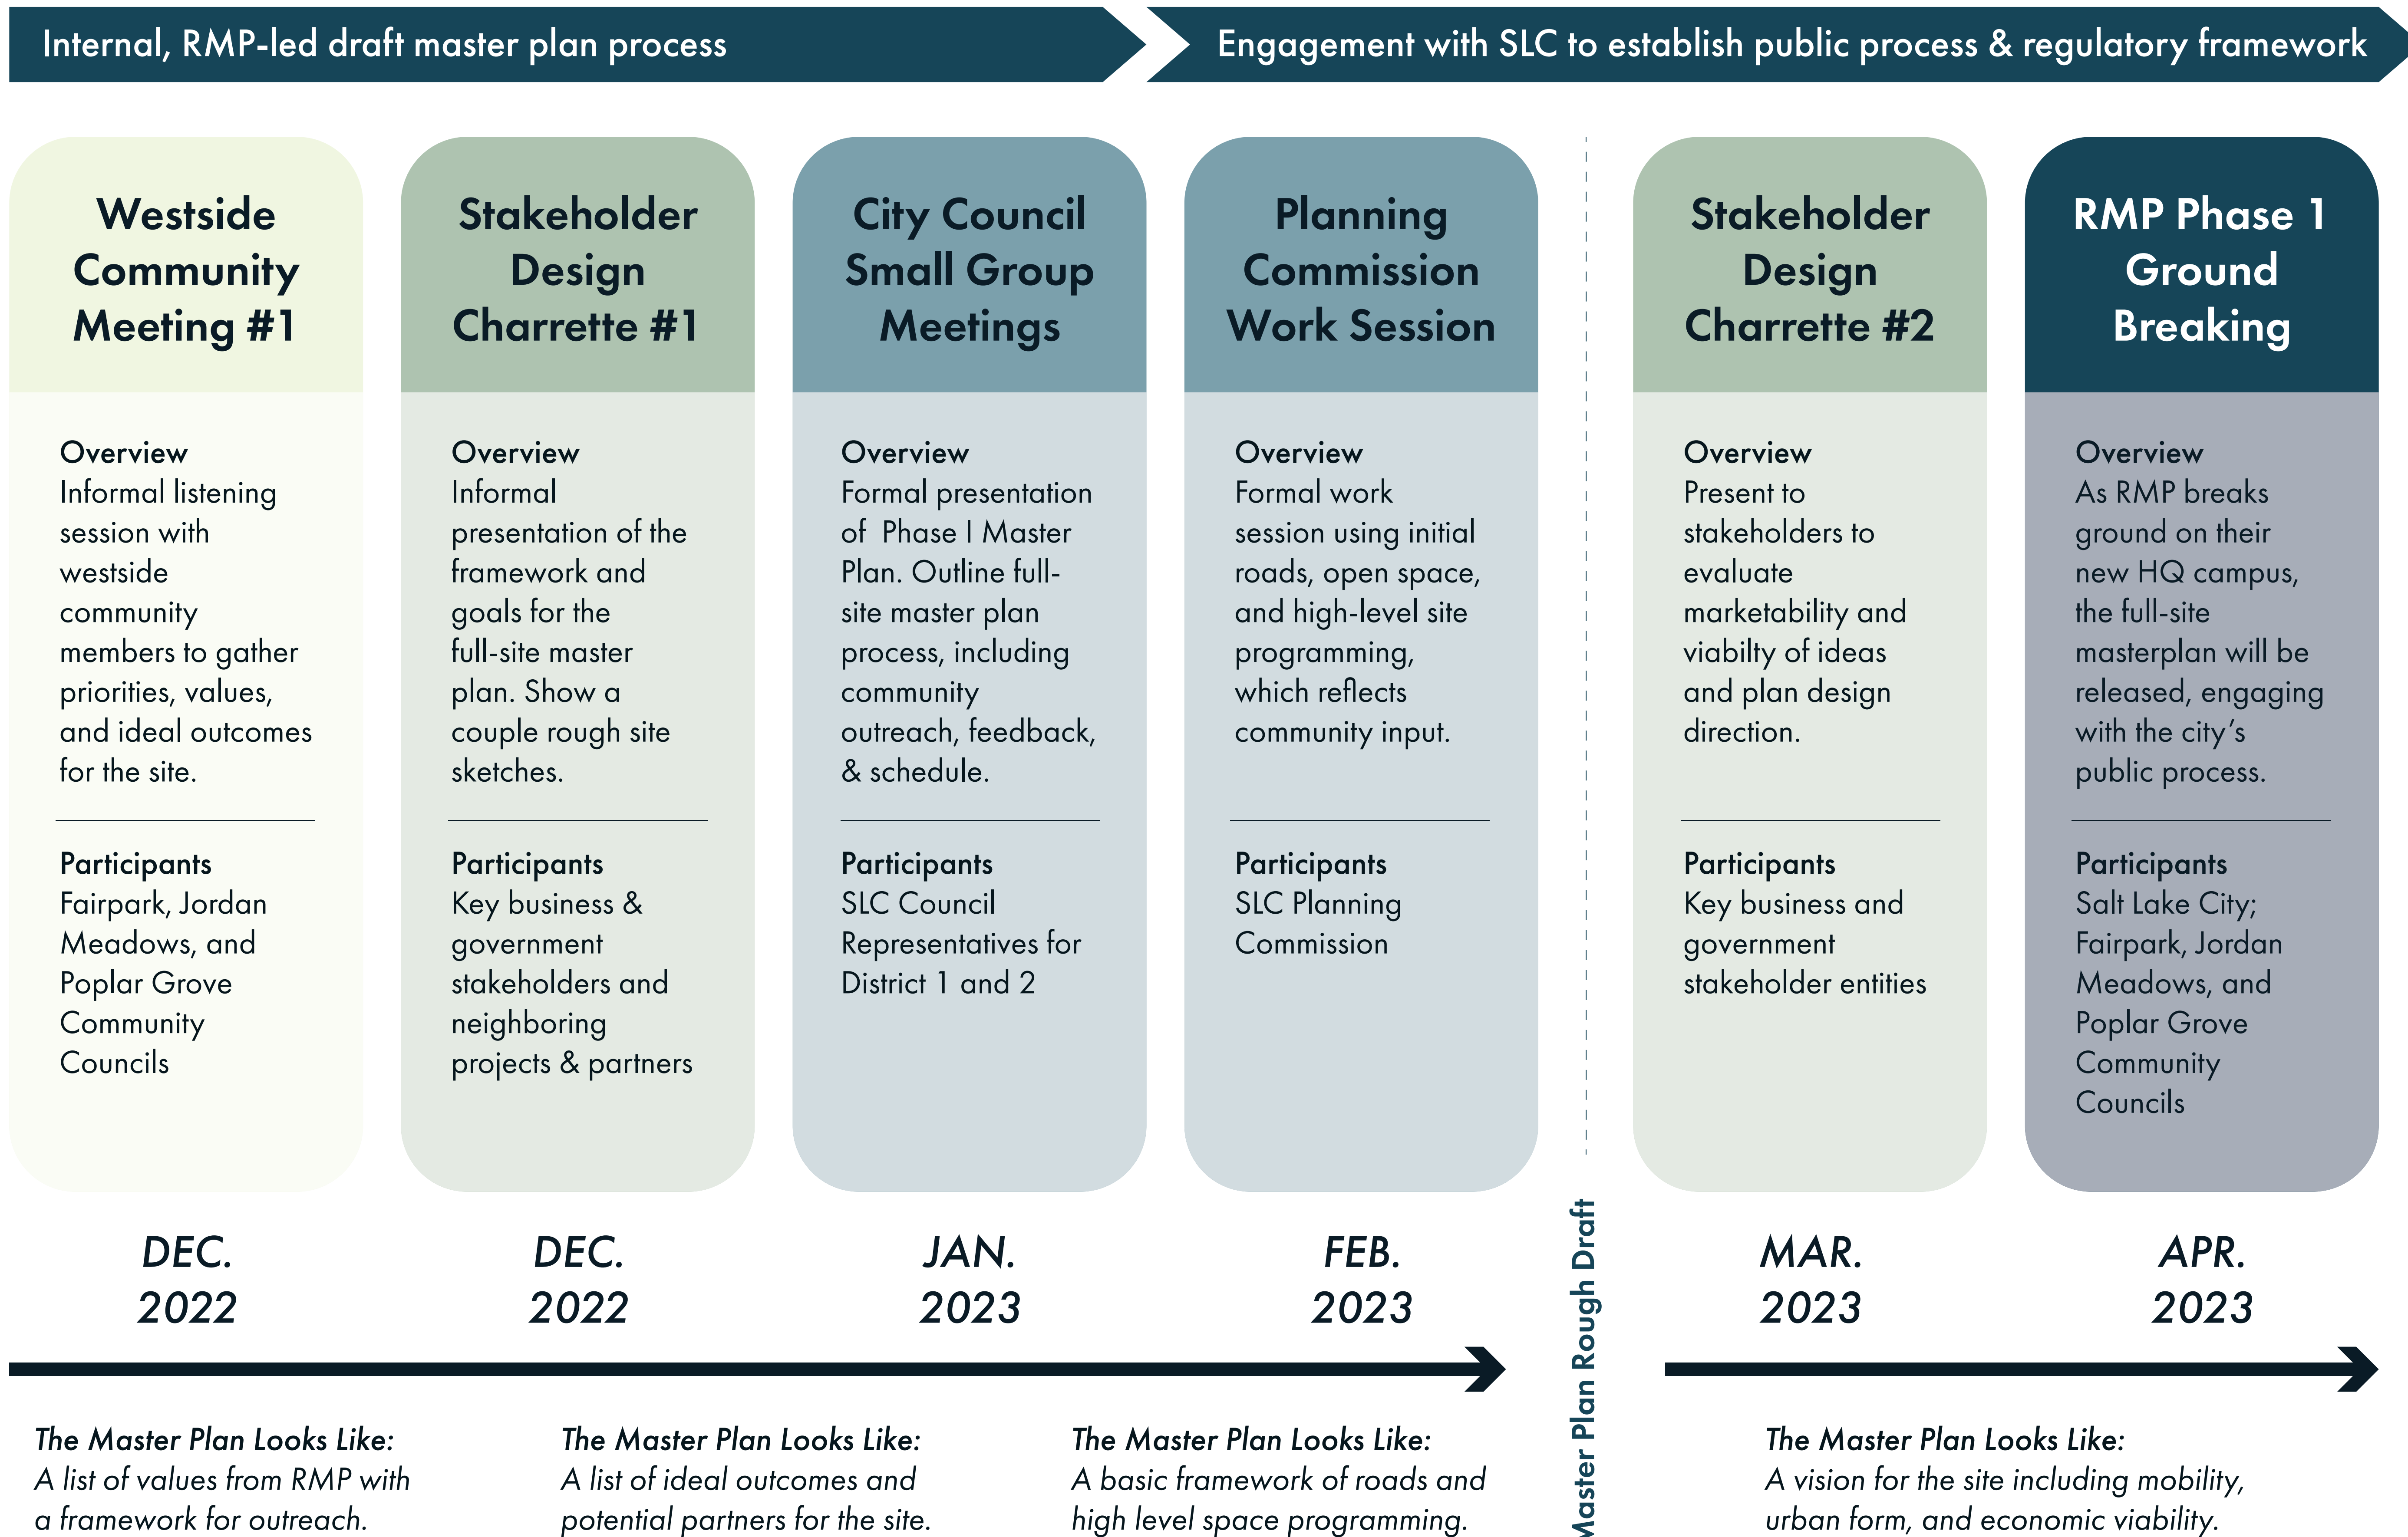 Internal, RMP-led draft master plan process
Engagement with SLC to establish public process & regulatory framework
Westside
Community
Meeting #1
Overview
Informal listening
session with
westside
community
members to gather
priorities, values,
and ideal outcomes
for the site.
Participants
Fairpark, Jordan
Meadows, and
Poplar Grove
Community
Councils
DEC.
2022
Stakeholder
Design
Charrette #1
Overview
Informal
presentation of the
framework and
goals for the
full-site master
plan. Show a
couple rough site
sketches.
Participants
Key business &
government
stakeholders and
neighboring
projects & partners
DEC.
2022
City Council
Small Group
Meetings
Overview
Formal presentation
of  Phase I Master
Plan. Outline full-
site master plan
process, including
community
outreach, feedback,
& schedule.
Participants
SLC Council
Representatives for
District 1 and 2
JAN.
2023
Planning
Commission
Work Session
Overview
Formal work
session using initial
roads, open space,
and high-level site
programming,
which reflects
community input.
Participants
SLC Planning
Commission
FEB.
2023
Master Plan Rough Draft
Stakeholder
Design
Charrette #2
Overview
Present to
stakeholders to
evaluate
marketability and
viabilty of ideas
and plan design
direction.
Participants
Key business and
government
stakeholder entities
MAR.
2023
RMP Phase 1
Ground
Breaking
Overview
As RMP breaks
ground on their
new HQ campus,
the full-site
masterplan will be
released, engaging
with the city’s
public process.
Participants
Salt Lake City;
Fairpark, Jordan
Meadows, and
Poplar Grove
Community
Councils
APR.
2023
The Master Plan Looks Like:
A list of values from RMP with
a framework for outreach.
The Master Plan Looks Like:
A list of ideal outcomes and
potential partners for the site.
The Master Plan Looks Like:
A basic framework of roads and
high level space programming.
The Master Plan Looks Like:
A vision for the site including mobility,
urban form, and economic viability.